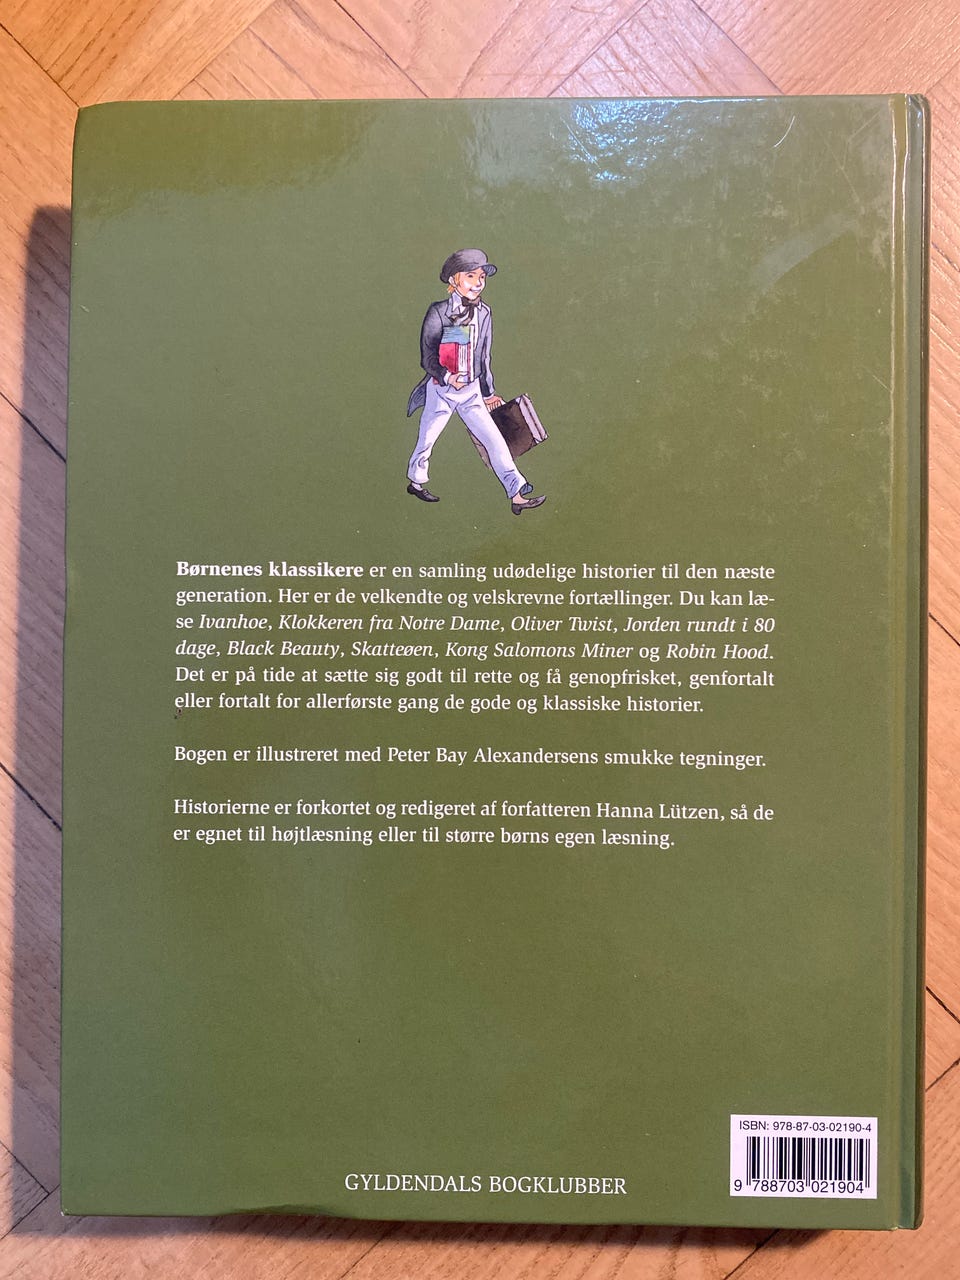 Børnenes klassikere er en samling udødelige historier til den næste
generation. Her er de velkendte og velskrevne fortællinger. Du kan læ-
se Ivanhoe, Klokkeren fra Notre Dame, Oliver Twist, Jorden rundt i 80
dage, Black Beauty, Skatteøen, Kong Salomons Miner og Robin Hood.
Det er på tide at sætte sig godt til rette og få genopfrisket, genfortalt
eller fortalt for allerførste gang de gode og klassiske historier.
Bogen er illustreret med Peter Bay Alexandersens smukke tegninger.
Historierne er forkortet og redigeret af forfatteren Hanna Lützen, så de
er egnet til højtlæsning eller til større børns egen læsning.
GYLDENDALS BOGKLUBBER
ISBN: 978-87-03-02190-4
9 788703 021904